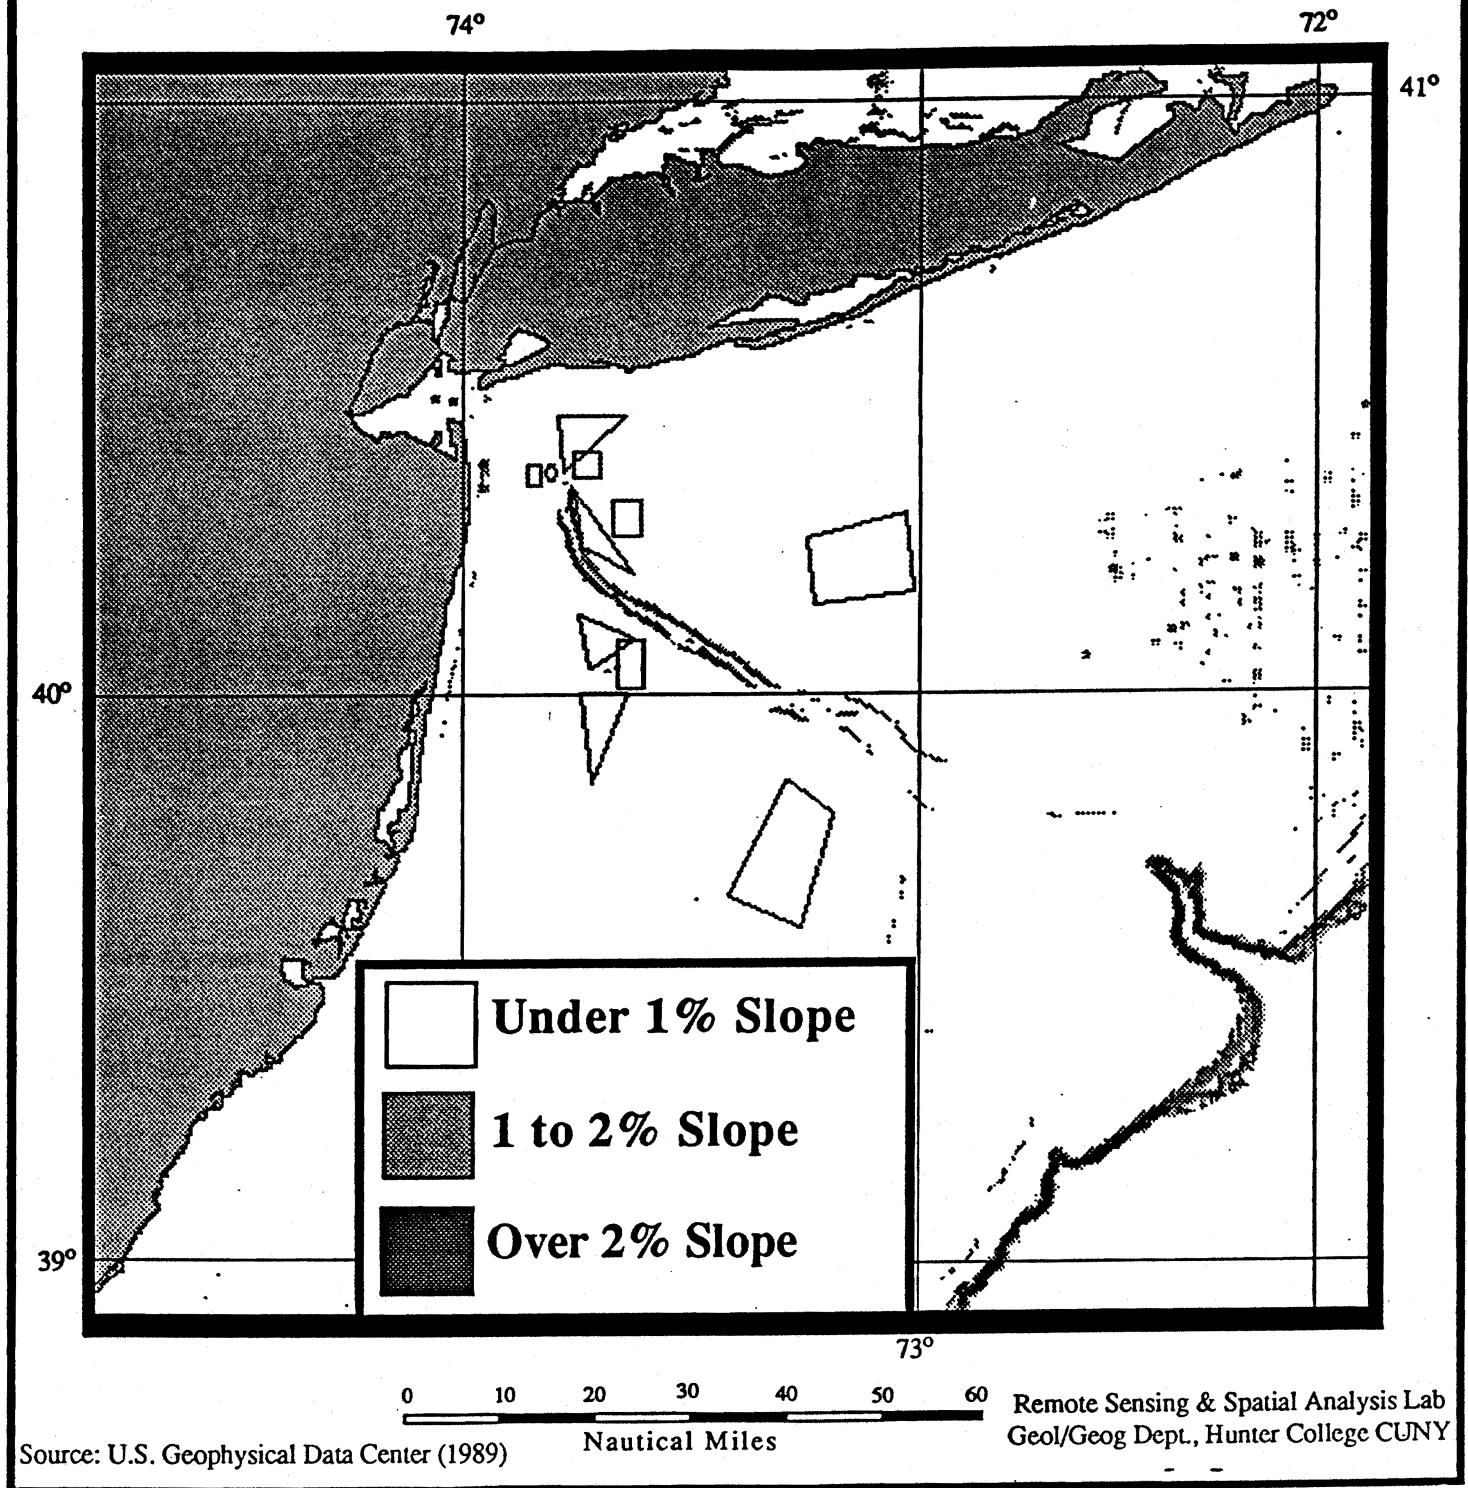 74° 72°
41°
40°
Under 1% Slope
1 to 2% Slope
Over 2% Slope
39°
73°
0 10 20 30 40 50 60
Nautical Miles
Remote Sensing & Spatial Analysis Lab
Geol/Geog Dept., Hunter College CUNY
Source: U.S. Geophysical Data Center (1989)